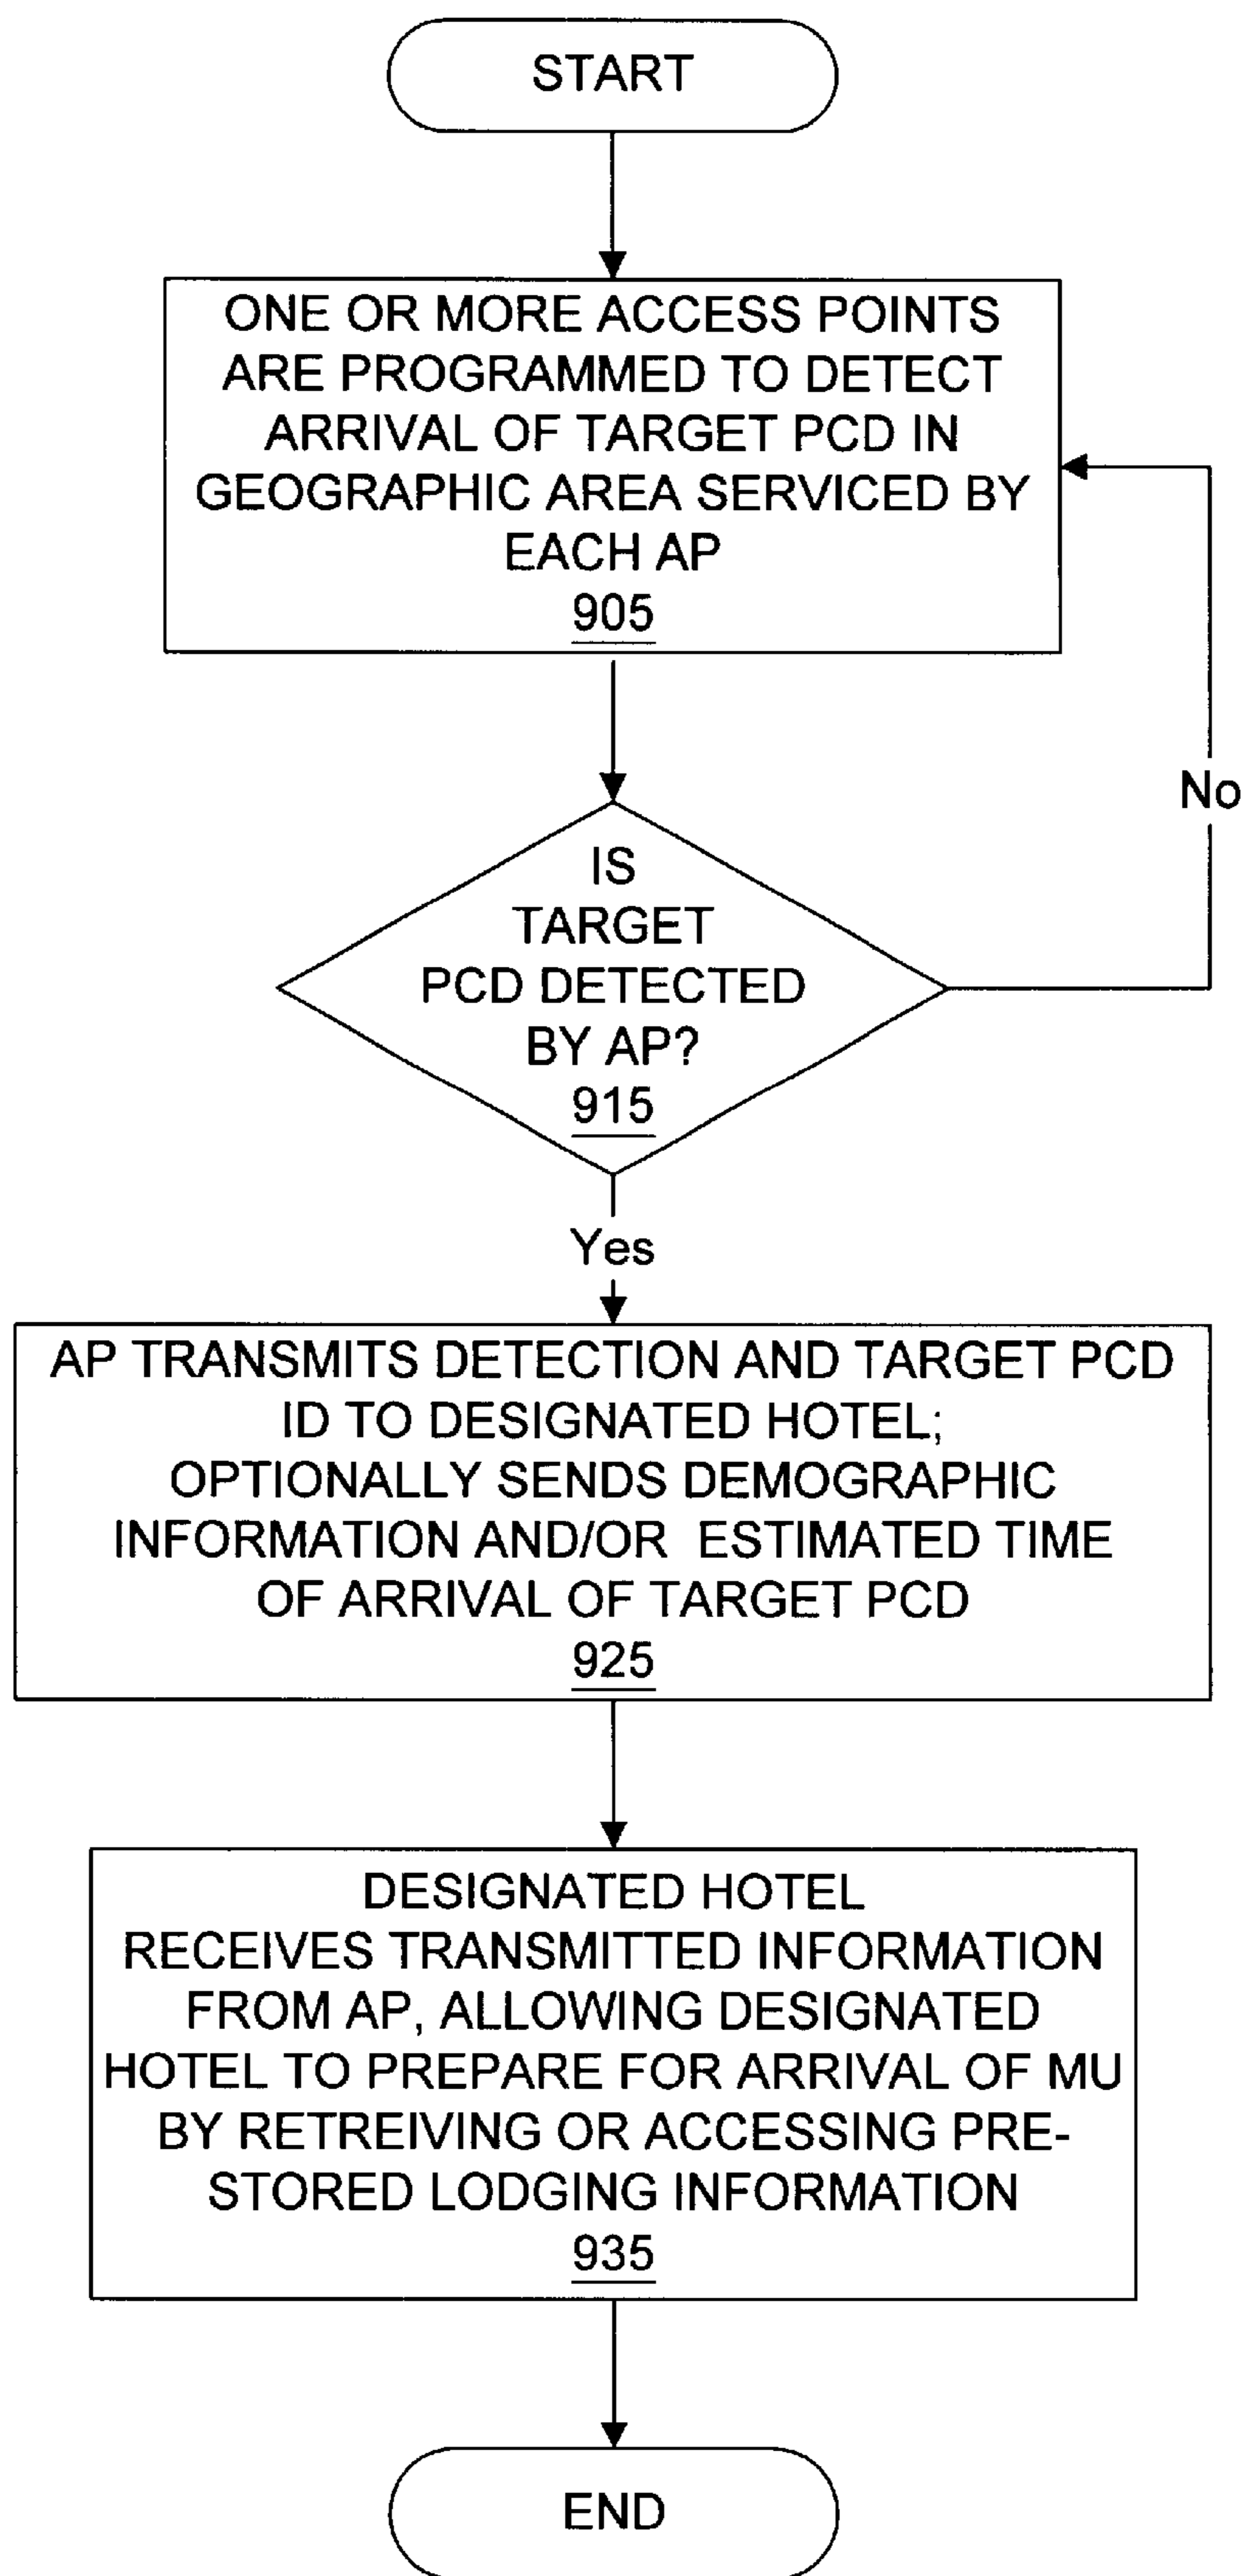 START
ONE OR MORE ACCESS POINTS
ARE PROGRAMMED TO DETECT
ARRIVAL OF TARGET PCD IN
GEOGRAPHIC AREA SERVICED BY
EACH AP
905
No
IS
TARGET
PCD DETECTED
BY AP?
915
Yes
AP TRANSMITS DETECTION AND TARGET PCD
ID TO DESIGNATED HOTEL;
OPTIONALLY SENDS DEMOGRAPHIC
INFORMATION AND/OR ESTIMATED TIME
OF ARRIVAL OF TARGET PCD
925
DESIGNATED HOTEL
RECEIVES TRANSMITTED INFORMATION
FROM AP, ALLOWING DESIGNATED
HOTEL TO PREPARE FOR ARRIVAL OF MU
BY RETREIVING OR ACCESSING PRE-
STORED LODGING INFORMATION
935
END